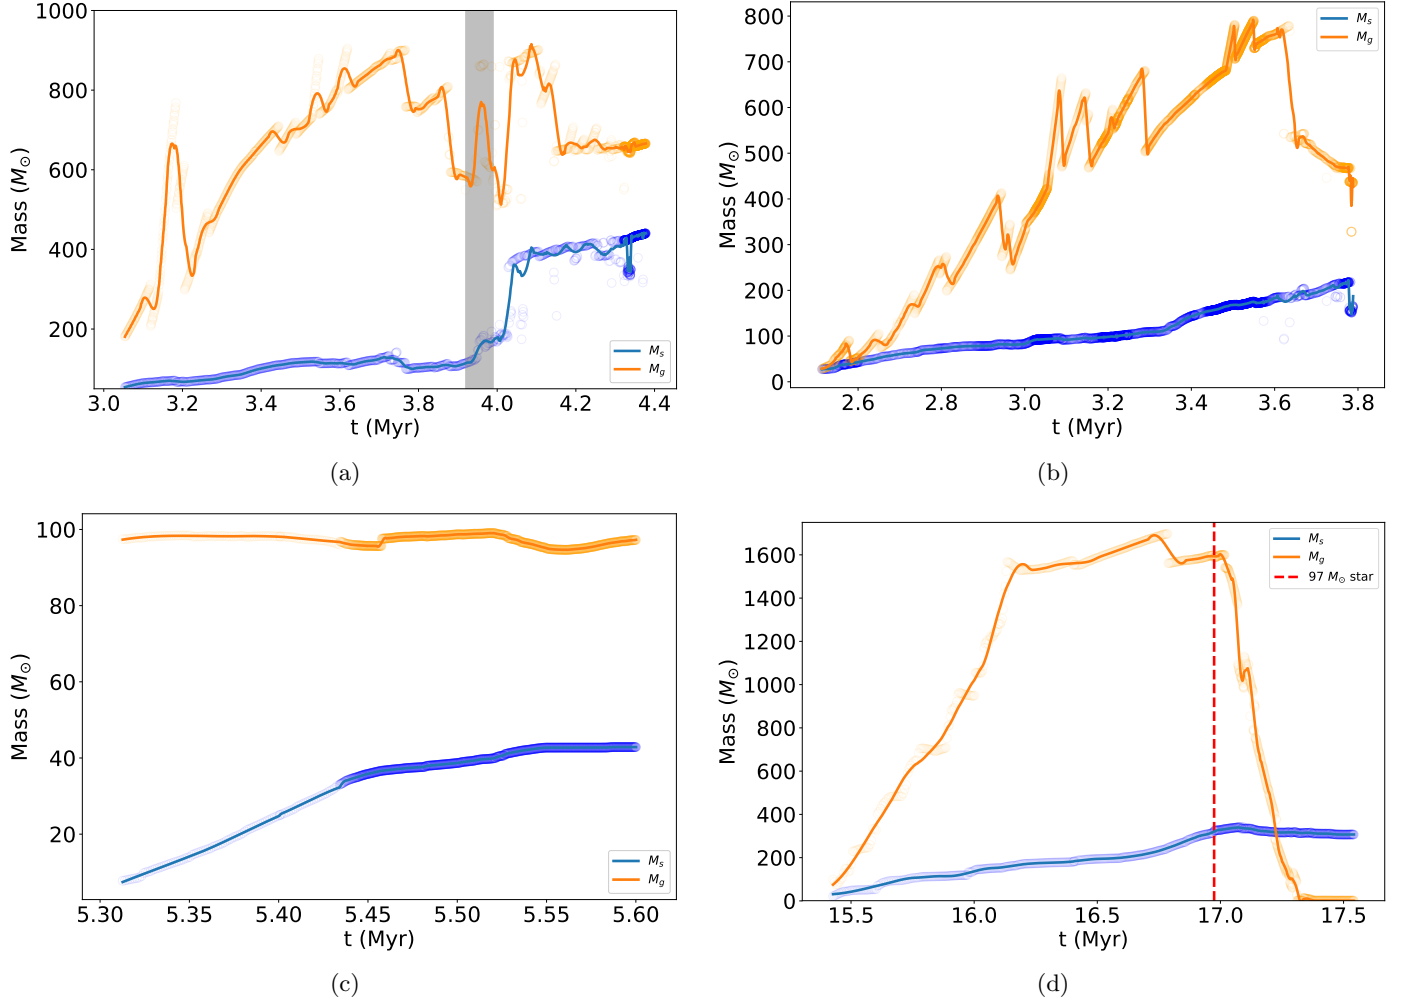 1000
800
600
400
200
Mass (M⊙)
3.0 3.2 3.4 3.6 3.8 4.0 4.2 4.4
t (Myr)
Ms
Mg
(a)
800
700
600
500
400
300
200
100
0
Mass (M⊙)
2.6 2.8 3.0 3.2 3.4 3.6 3.8
t (Myr)
Ms
Mg
(b)
100
80
60
40
20
Mass (M⊙)
5.30 5.35 5.40 5.45 5.50 5.55 5.60
t (Myr)
Ms
Mg
(c)
1600
1400
1200
1000
800
600
400
200
0
Mass (M⊙)
15.5 16.0 16.5 17.0 17.5
t (Myr)
Ms
Mg
97 M⊙ star
(d)